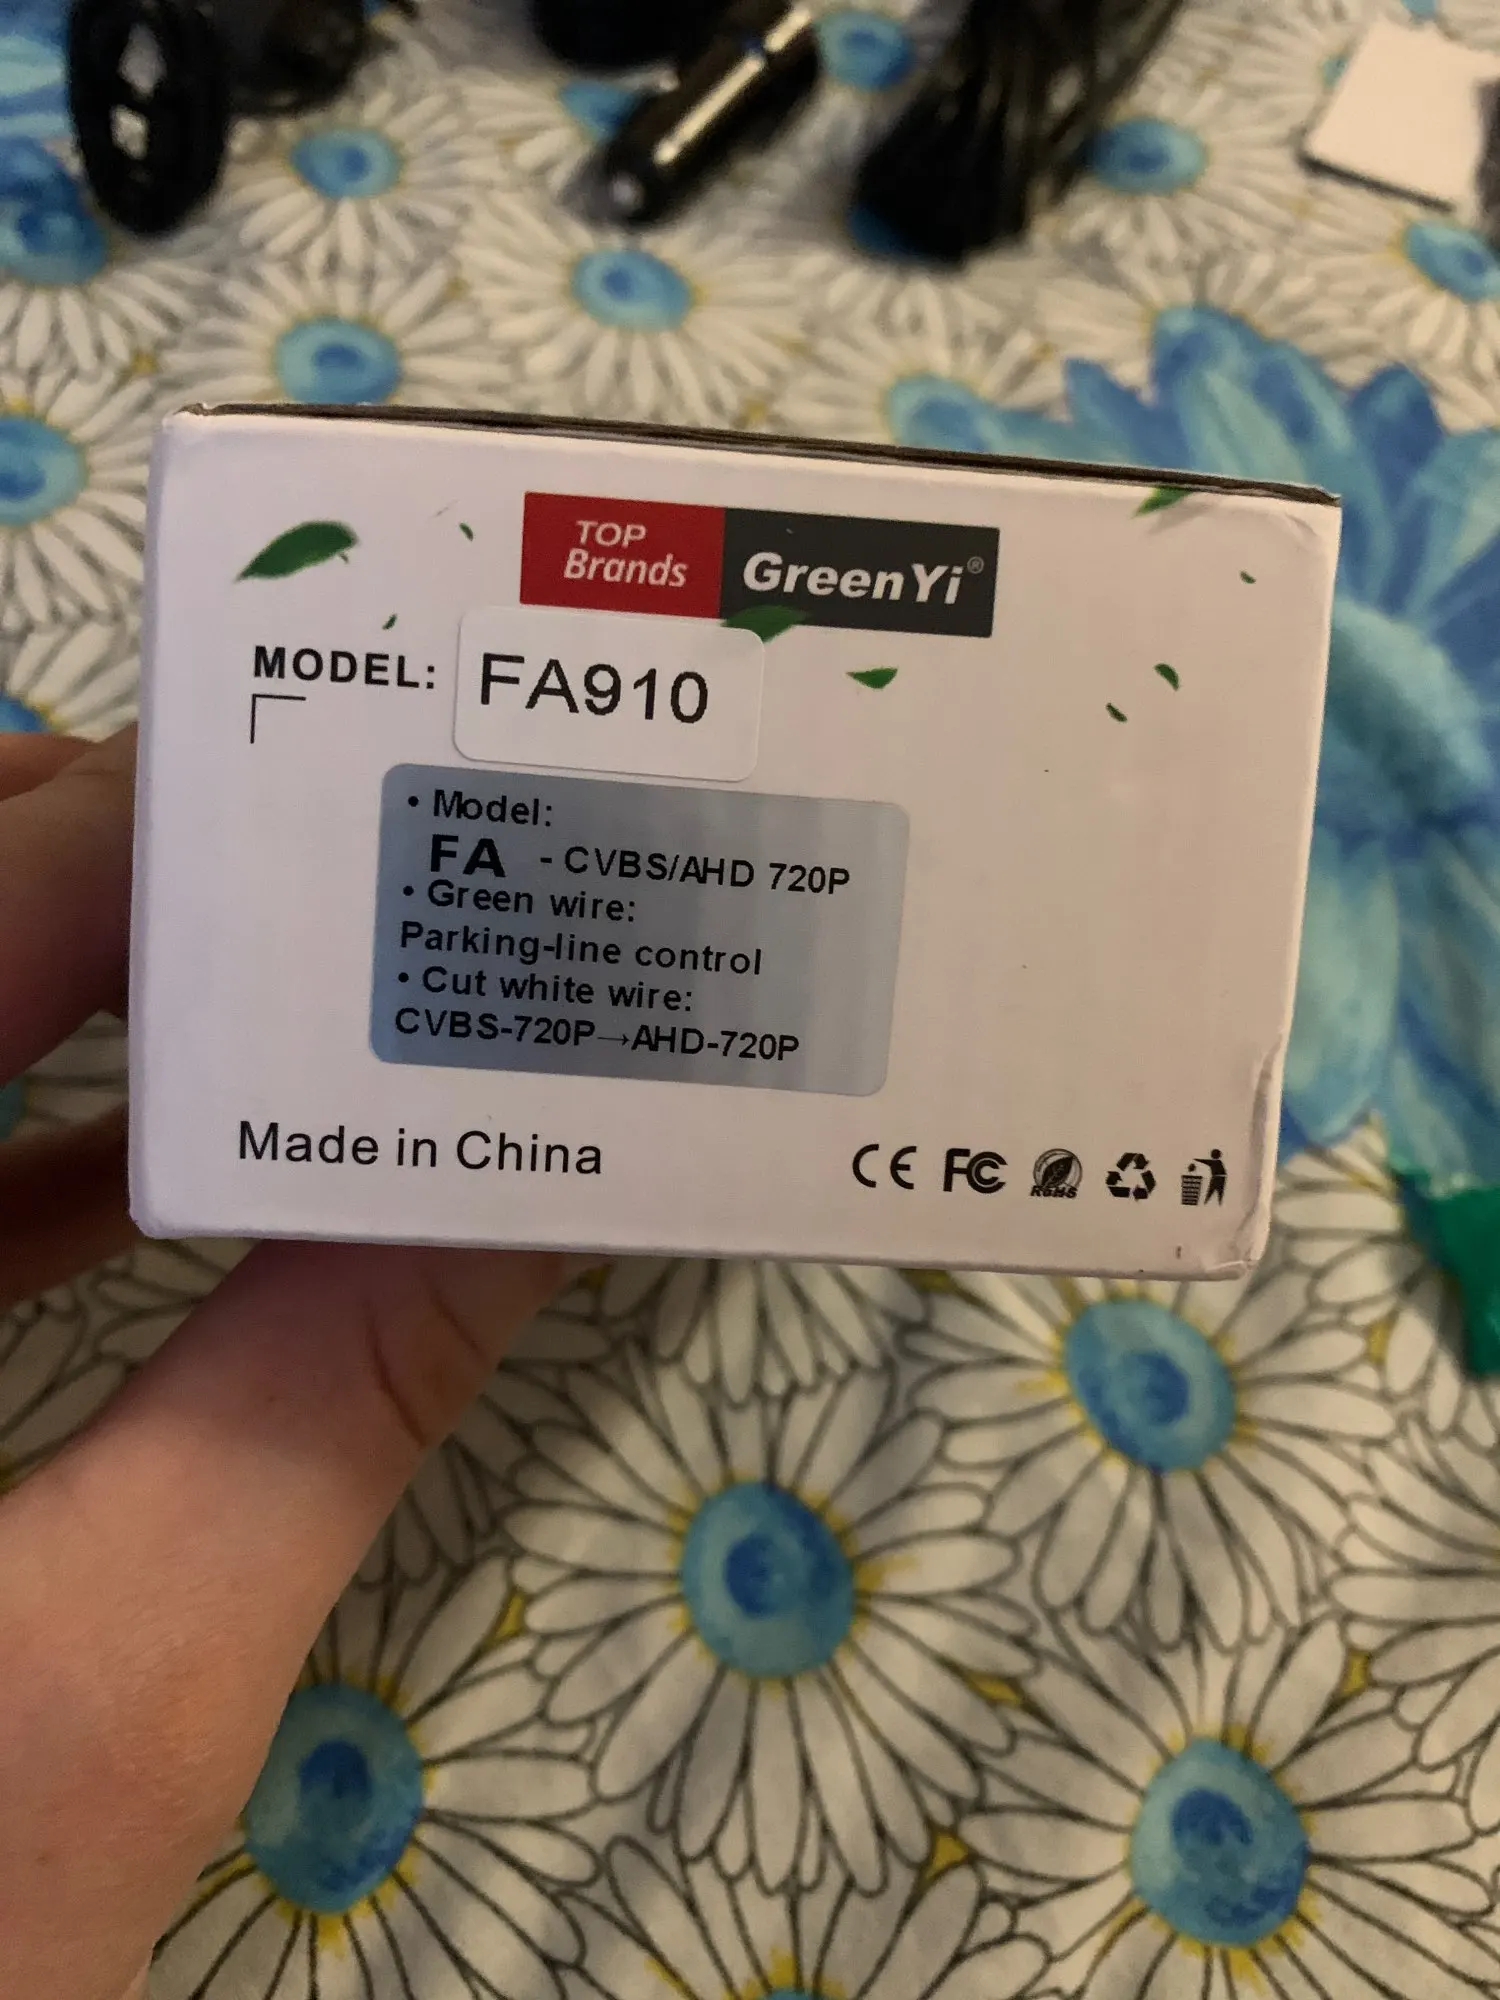 TOP
Brands
GreenYi®
MODEL: FA910
• Model:
FA - CVBS/AHD 720P
• Green wire:
Parking-line control
• Cut white wire:
CVBS-720P→AHD-720P
Made in China
CE FC RoHS